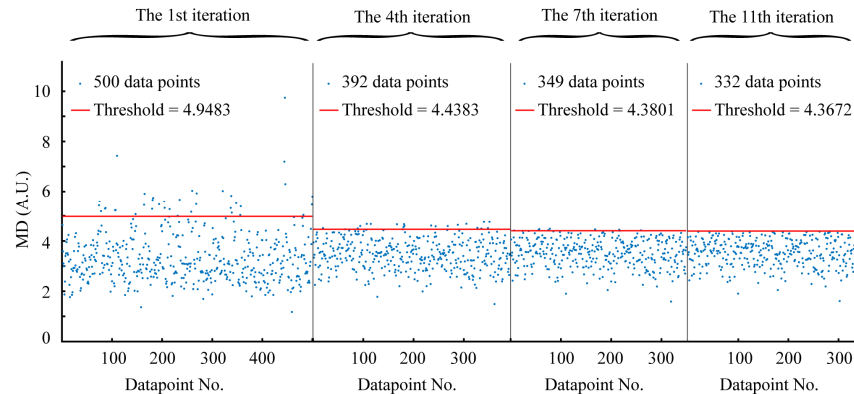 The 1st iteration The 4th iteration The 7th iteration The 11th iteration
500 data points 392 data points 349 data points 332 data points
Threshold = 4.9483 Threshold = 4.4383 Threshold = 4.3801 Threshold = 4.3672
MD (A.U.)
10
8
6
4
2
0
100 200 300 400 100 200 300 100 200 300 100 200 300
Datapoint No. Datapoint No. Datapoint No. Datapoint No.